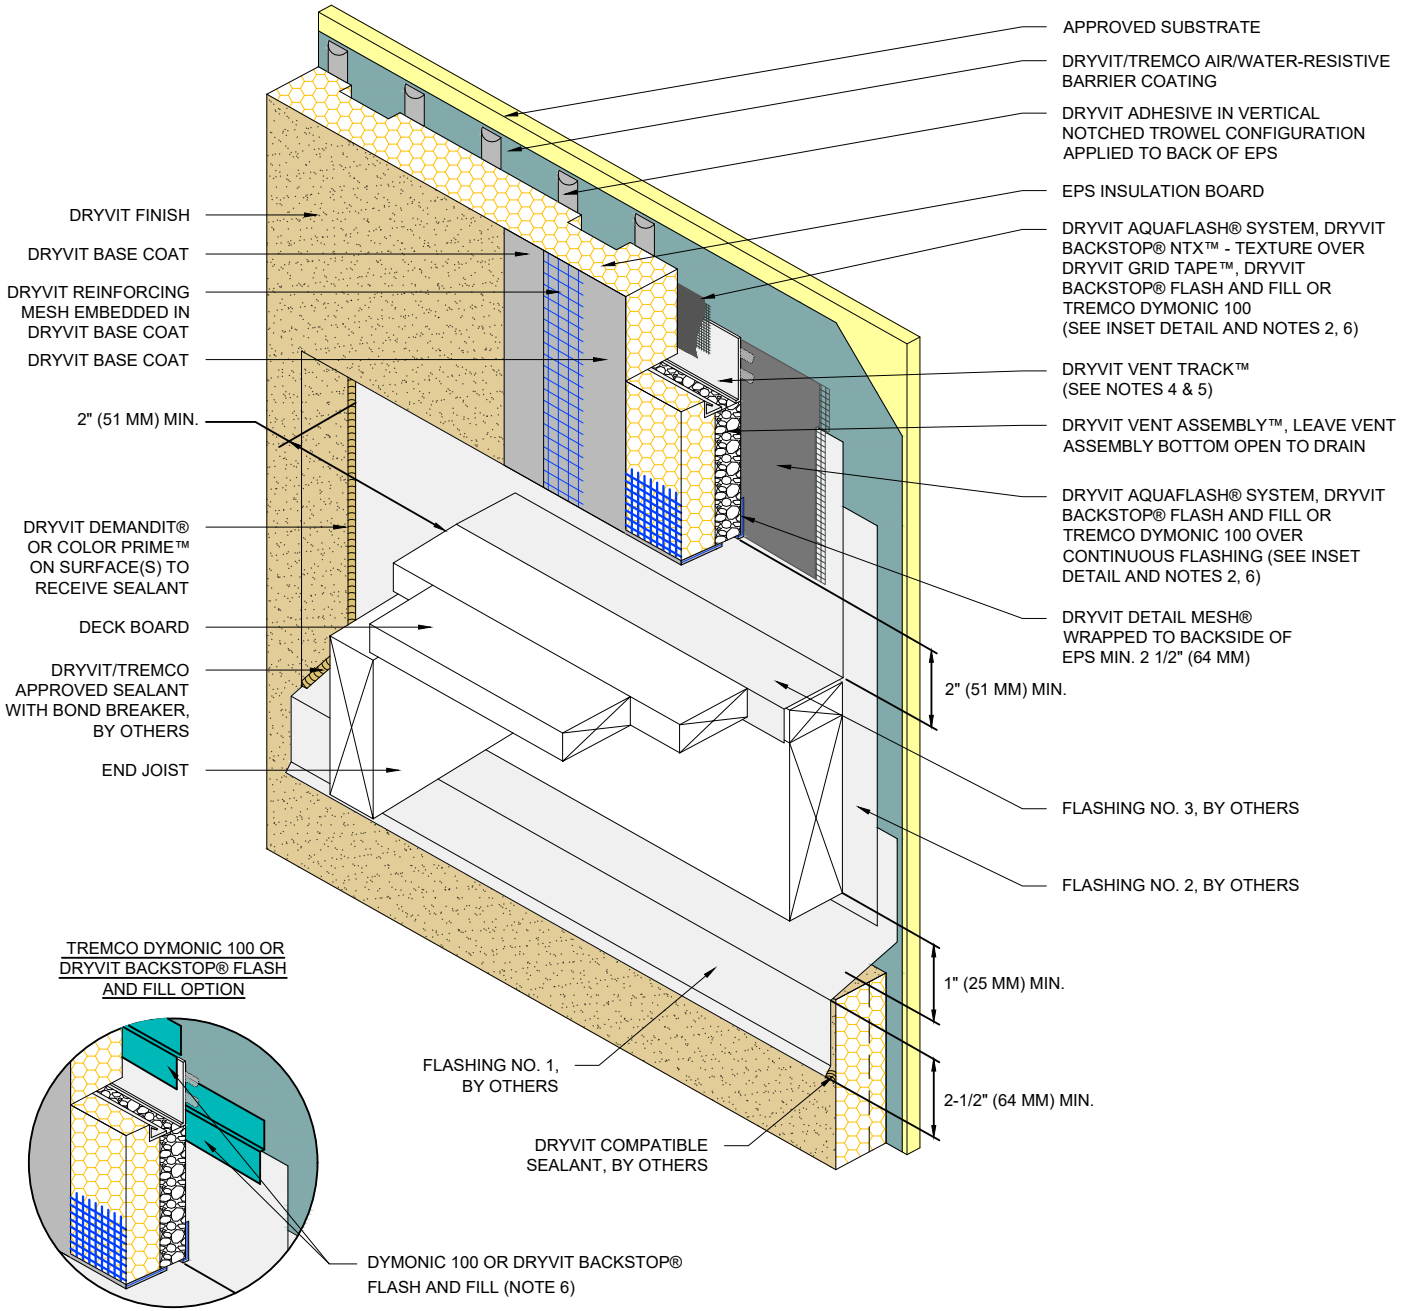 APPROVED SUBSTRATE
DRYVIT/TREMCO AIR/WATER-RESISTIVE
BARRIER COATING
DRYVIT ADHESIVE IN VERTICAL
NOTCHED TROWEL CONFIGURATION
APPLIED TO BACK OF EPS
EPS INSULATION BOARD
DRYVIT AQUAFLASH® SYSTEM, DRYVIT
BACKSTOP® NTX™ - TEXTURE OVER
DRYVIT GRID TAPE™, DRYVIT
BACKSTOP® FLASH AND FILL OR
TREMCO DYMONIC 100
(SEE INSET DETAIL AND NOTES 2, 6)
DRYVIT VENT TRACK™
(SEE NOTES 4 & 5)
DRYVIT VENT ASSEMBLY™, LEAVE VENT
ASSEMBLY BOTTOM OPEN TO DRAIN
DRYVIT AQUAFLASH® SYSTEM, DRYVIT
BACKSTOP® FLASH AND FILL OR
TREMCO DYMONIC 100 OVER
CONTINUOUS FLASHING (SEE INSET
DETAIL AND NOTES 2, 6)
DRYVIT DETAIL MESH®
WRAPPED TO BACKSIDE OF
EPS MIN. 2 1/2" (64 MM)
2" (51 MM) MIN.
FLASHING NO. 3, BY OTHERS
FLASHING NO. 2, BY OTHERS
1" (25 MM) MIN.
2-1/2" (64 MM) MIN.
DRYVIT FINISH
DRYVIT BASE COAT
DRYVIT REINFORCING
MESH EMBEDDED IN
DRYVIT BASE COAT
DRYVIT BASE COAT
2" (51 MM) MIN.
DRYVIT DEMANDIT®
OR COLOR PRIME™
ON SURFACE(S) TO
RECEIVE SEALANT
DECK BOARD
DRYVIT/TREMCO
APPROVED SEALANT
WITH BOND BREAKER,
BY OTHERS
END JOIST
FLASHING NO. 1,
BY OTHERS
DRYVIT COMPATIBLE
SEALANT, BY OTHERS
TREMCO DYMONIC 100 OR
DRYVIT BACKSTOP® FLASH
AND FILL OPTION
DYMONIC 100 OR DRYVIT BACKSTOP®
FLASH AND FILL (NOTE 6)